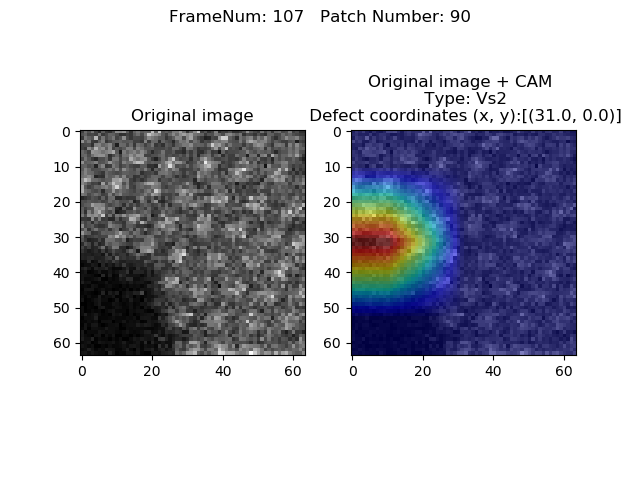 FrameNum: 107   Patch Number: 90
Original image
Original image + CAM
Type: Vs2
Defect coordinates (x, y):[(31.0, 0.0)]
0
10
20
30
40
50
60
0 20 40 60
0
10
20
30
40
50
60
0 20 40 60